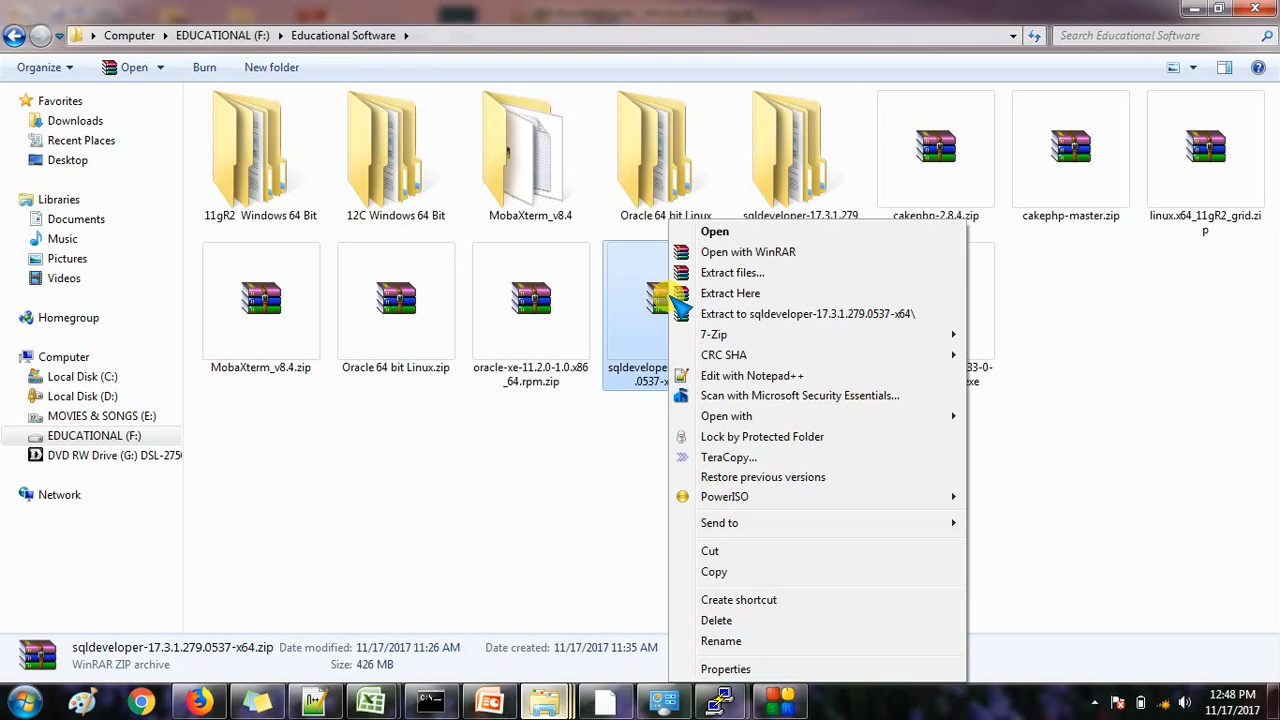 Computer
EDUCATIONAL (F:)
Educational Software
Search Educational Software
Organize
Open
Burn
New folder
Favorites
Downloads
Recent Places
Desktop
Libraries
Documents
Music
Pictures
Videos
Homegroup
Computer
Local Disk (C:)
Local Disk (D:)
MOVIES & SONGS (E:)
EDUCATIONAL (F:)
DVD RW Drive (G:) DSL-2750
Network
11gR2 Windows 64 Bit
12C Windows 64 Bit
MobaXterm_v8.4
Oracle 64 bit Linux
sqldeveloper-17.3.1.279
cakephp-2.8.4.zip
cakephp-master.zip
linux.x64_11gR2_grid.zi
p
MobaXterm_v8.4.zip
Oracle 64 bit Linux.zip
oracle-xe-11.2.0-1.0.x86
_64.rpm.zip
sqldevelope
.0537-x
33-0-
exe
Open
Open with WinRAR
Extract files...
Extract Here
Extract to sqldeveloper-17.3.1.279.0537-x64\
7-Zip
CRC SHA
Edit with Notepad++
Scan with Microsoft Security Essentials...
Open with
Lock by Protected Folder
TeraCopy...
Restore previous versions
PowerISO
Send to
Cut
Copy
Create shortcut
Delete
Rename
Properties
sqldeveloper-17.3.1.279.0537-x64.zip
Date modified: 11/17/2017 11:26 AM
Date created: 11/17/2017 11:35 AM
WinRAR ZIP archive
Size: 426 MB
12:48 PM
11/17/2017